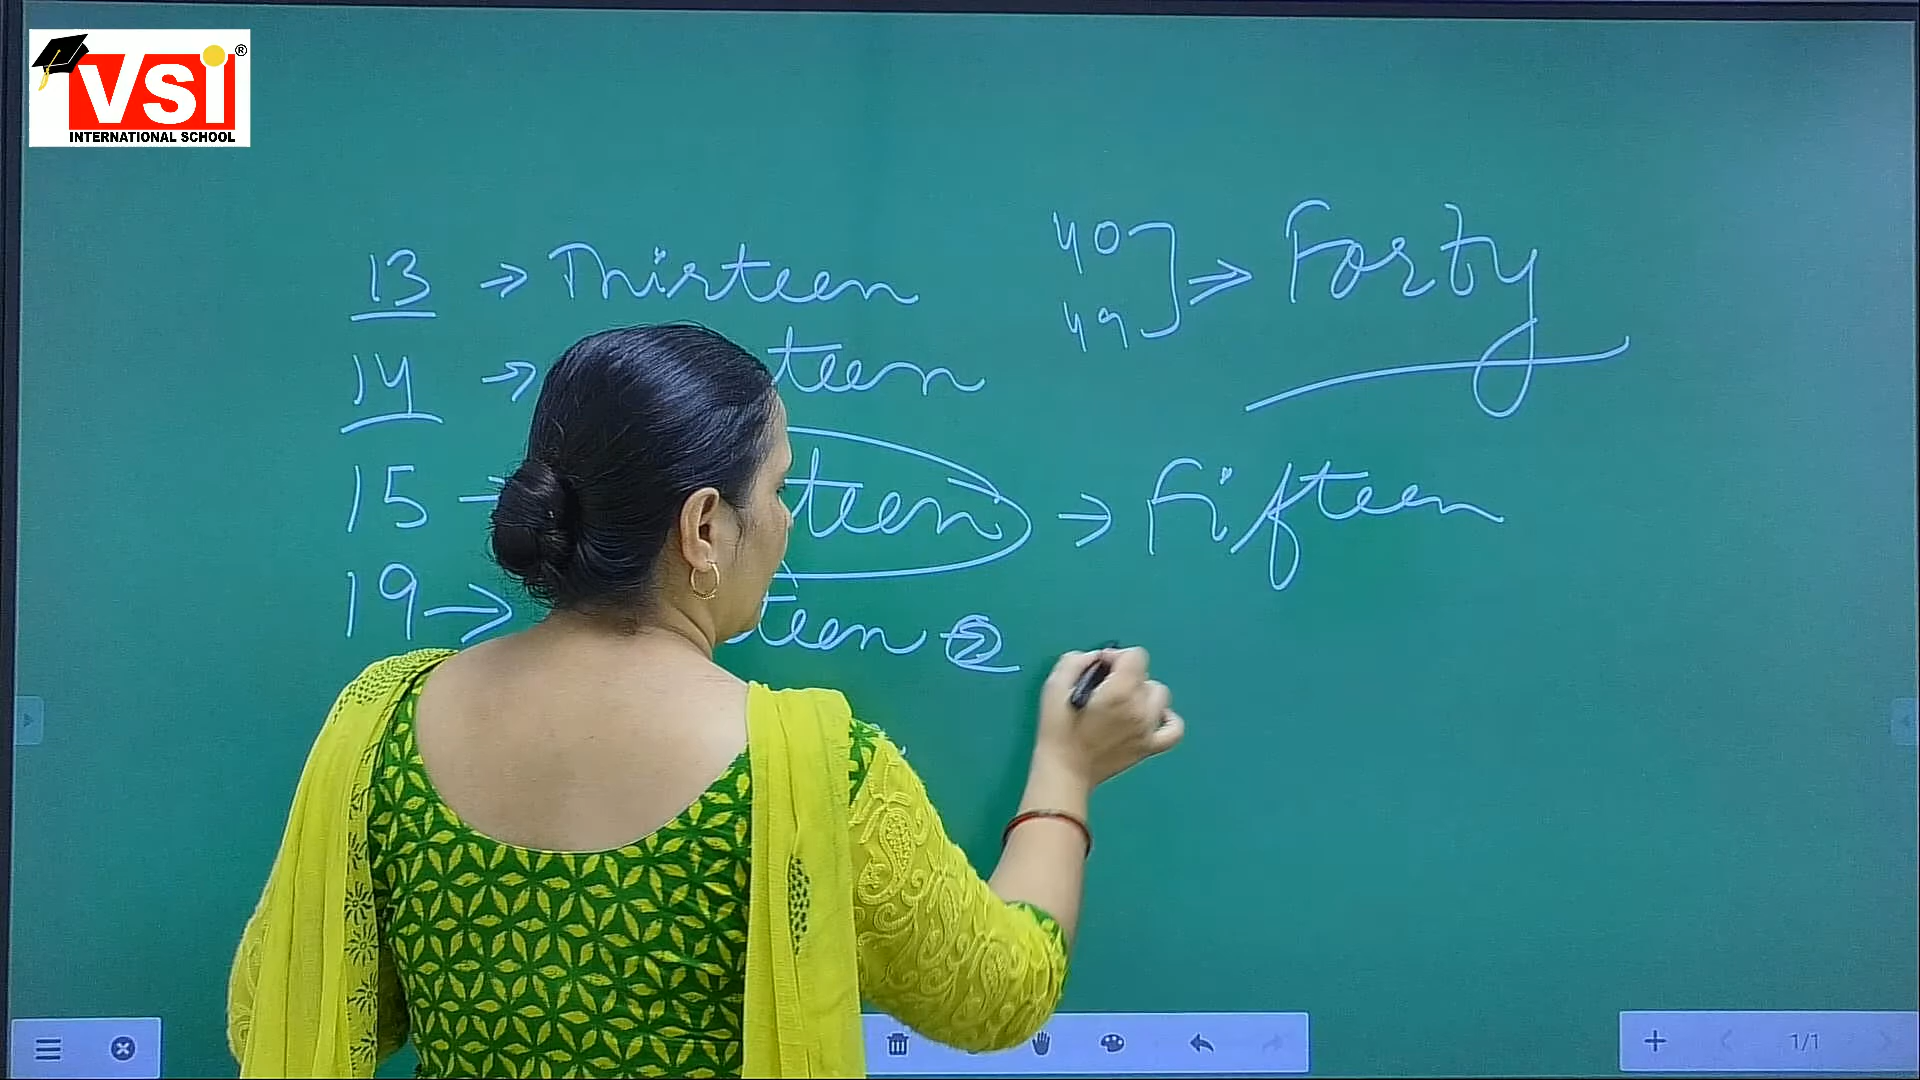 VSI®
INTERNATIONAL SCHOOL
13 → Thirteen
40
49 ] ⇒ Forty
14 → teen
15 → teen → Fifteen
19 → teen
1/1